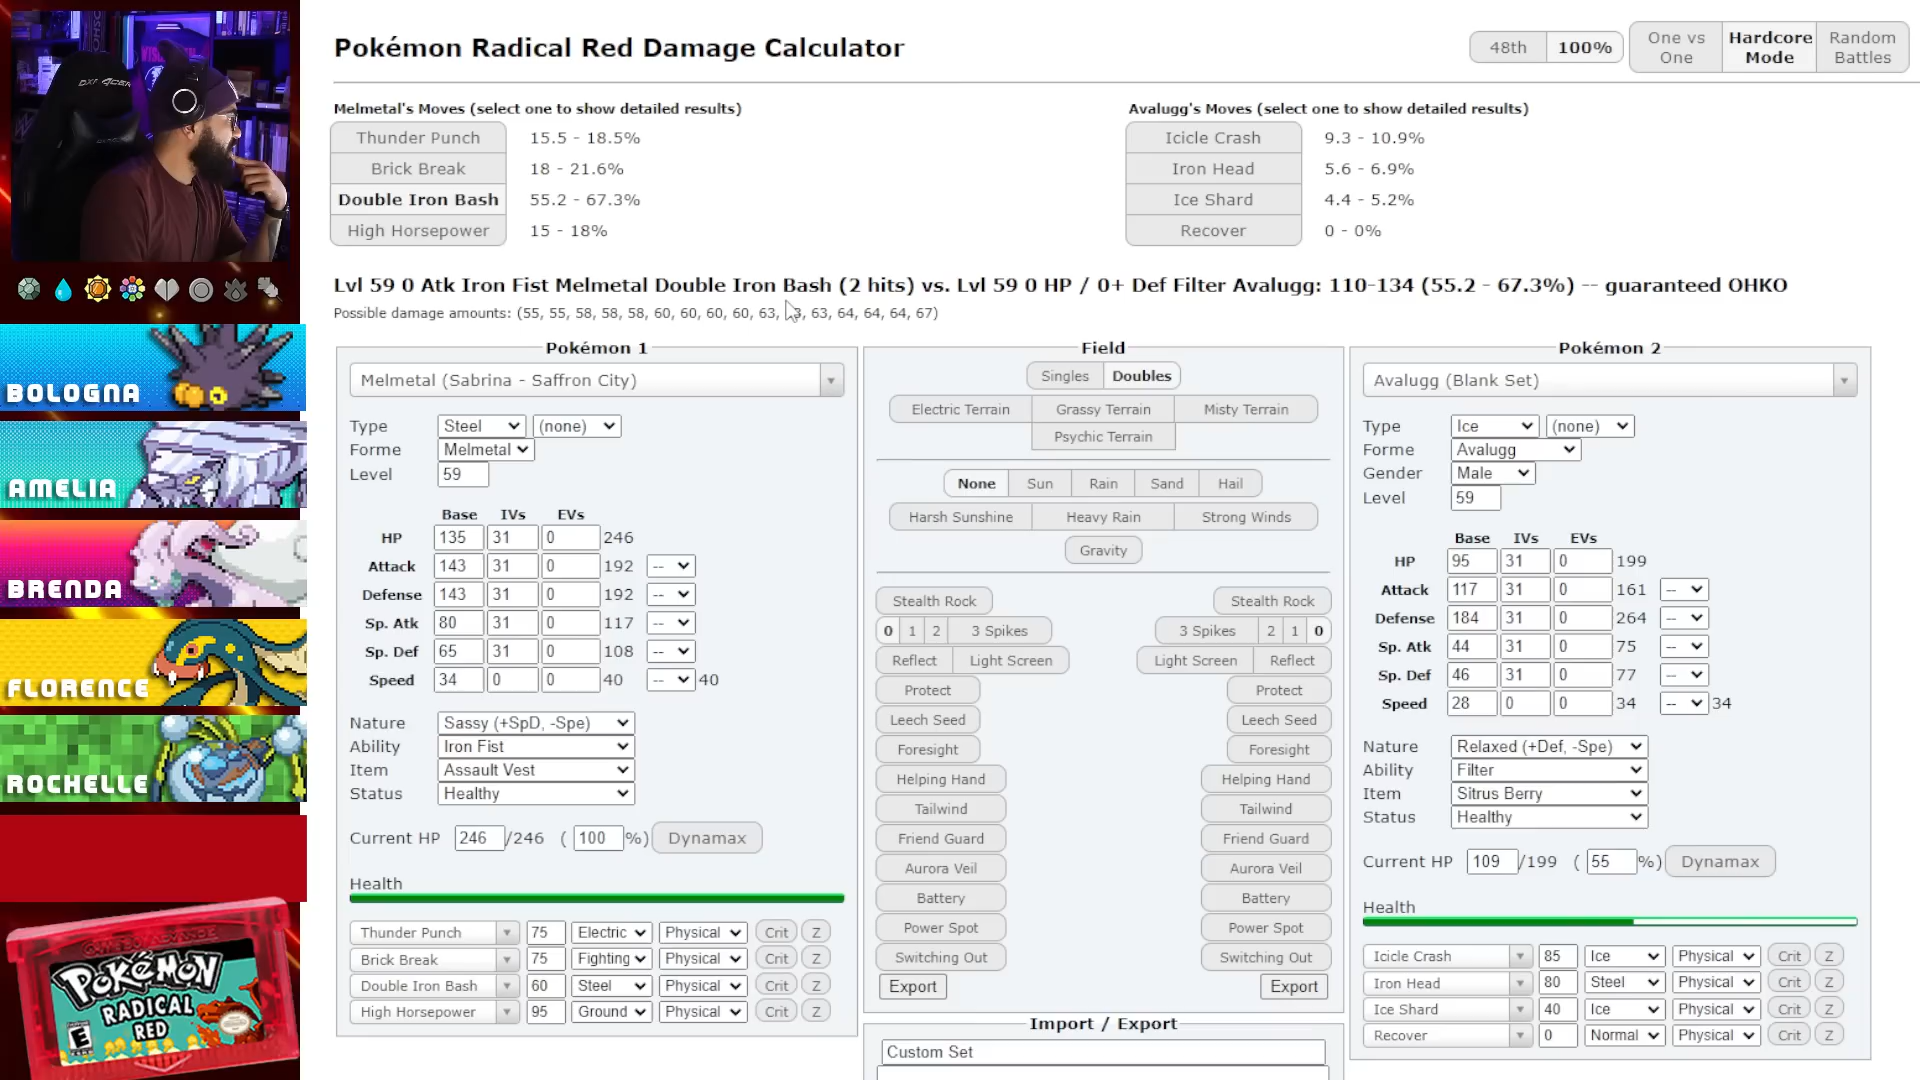 Pokémon Radical Red Damage Calculator
48th 100%
One vs One
Hardcore Mode
Random Battles
Melmetal's Moves (select one to show detailed results)
Thunder Punch 15.5 - 18.5%
Brick Break 18 - 21.6%
Double Iron Bash 55.2 - 67.3%
High Horsepower 15 - 18%
Avalugg's Moves (select one to show detailed results)
Icicle Crash 9.3 - 10.9%
Iron Head 5.6 - 6.9%
Ice Shard 4.4 - 5.2%
Recover 0 - 0%
Lvl 59 0 Atk Iron Fist Melmetal Double Iron Bash (2 hits) vs. Lvl 59 0 HP / 0+ Def Filter Avalugg: 110-134 (55.2 - 67.3%) -- guaranteed OHKO
Possible damage amounts: (55, 55, 58, 58, 58, 60, 60, 60, 60, 63, 63, 64, 64, 64, 67)
Pokémon 1
Melmetal (Sabrina - Saffron City)
Type Steel (none)
Forme Melmetal
Level 59
Base IVs EVs
HP 135 31 0 246
Attack 143 31 0 192 --
Defense 143 31 0 192 --
Sp. Atk 80 31 0 117 --
Sp. Def 65 31 0 108 --
Speed 34 0 0 40 -- 40
Nature Sassy (+SpD, -Spe)
Ability Iron Fist
Item Assault Vest
Status Healthy
Current HP 246 /246 ( 100 %) Dynamax
Health
Thunder Punch 75 Electric Physical Crit Z
Brick Break 75 Fighting Physical Crit Z
Double Iron Bash 60 Steel Physical Crit Z
High Horsepower 95 Ground Physical Crit Z
Field
Singles Doubles
Electric Terrain Grassy Terrain Misty Terrain
Psychic Terrain
None Sun Rain Sand Hail
Harsh Sunshine Heavy Rain Strong Winds
Gravity
Stealth Rock Stealth Rock
0 1 2 3 Spikes 3 Spikes 2 1 0
Reflect Light Screen Light Screen Reflect
Protect Protect
Leech Seed Leech Seed
Foresight Foresight
Helping Hand Helping Hand
Tailwind Tailwind
Friend Guard Friend Guard
Aurora Veil Aurora Veil
Battery Battery
Power Spot Power Spot
Switching Out Switching Out
Export Export
Import / Export
Custom Set
Pokémon 2
Avalugg (Blank Set)
Type Ice (none)
Forme Avalugg
Gender Male
Level 59
Base IVs EVs
HP 95 31 0 199
Attack 117 31 0 161 --
Defense 184 31 0 264 --
Sp. Atk 44 31 0 75 --
Sp. Def 46 31 0 77 --
Speed 28 0 0 34 -- 34
Nature Relaxed (+Def, -Spe)
Ability Filter
Item Sitrus Berry
Status Healthy
Current HP 109 /199 ( 55 %) Dynamax
Health
Icicle Crash 85 Ice Physical Crit Z
Iron Head 80 Steel Physical Crit Z
Ice Shard 40 Ice Physical Crit Z
Recover 0 Normal Physical Crit Z
BOLOGNA
AMELIA
BRENDA
FLORENCE
ROCHELLE
POKéMON
RADICAL
RED
E